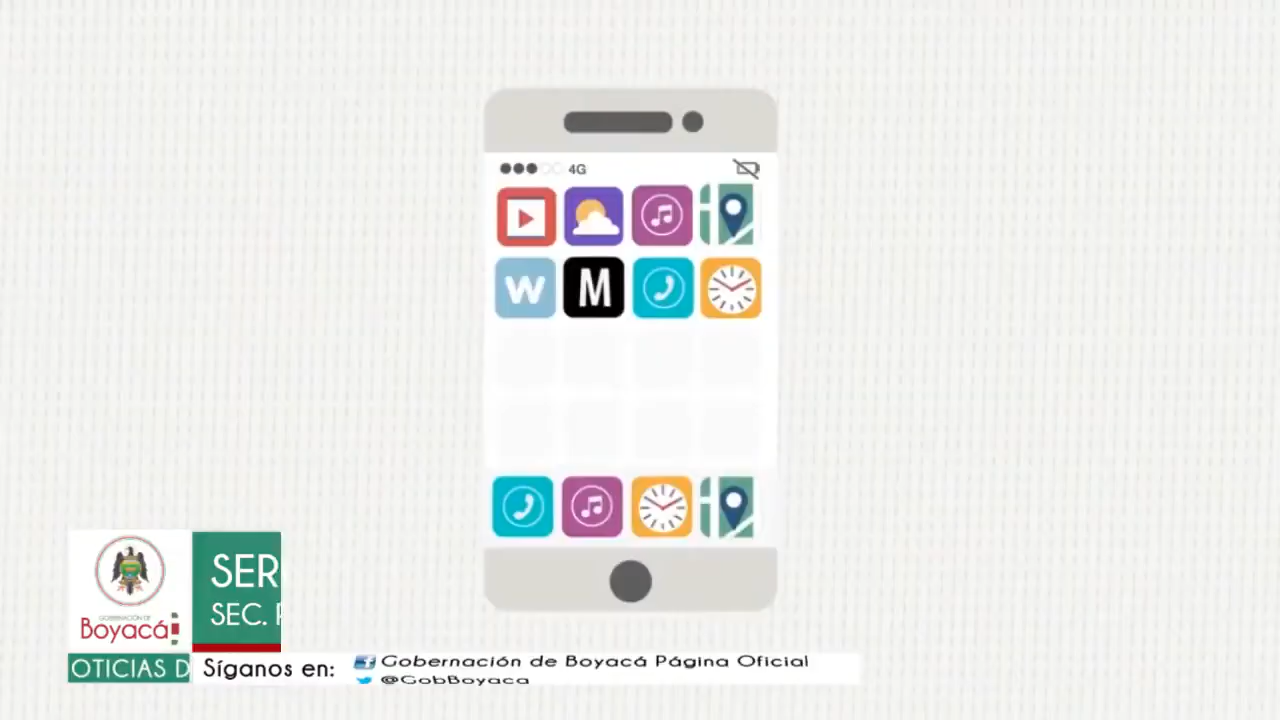 4G
W
M
SER
SEC.
GOBERNACIÓN DE
Boyacá
OTICIAS D
Síganos en:
Gobernación de Boyacá Página Oficial
@GobBoyaca